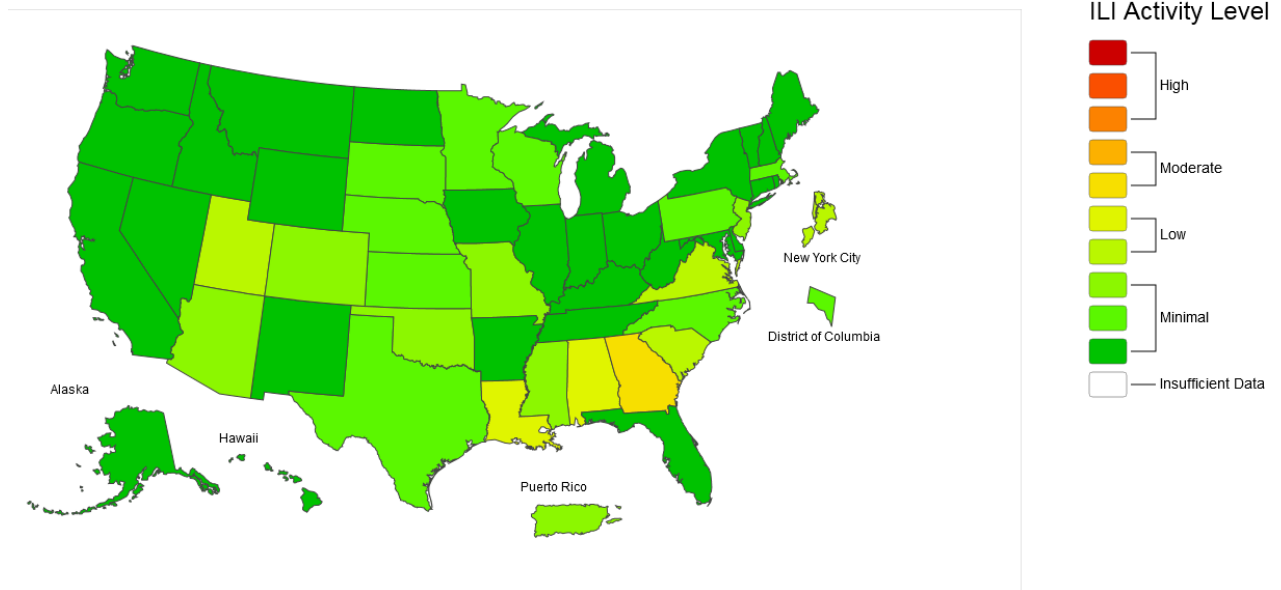 ILI Activity Level
High
Moderate
Low
Minimal
Insufficient Data
New York City
District of Columbia
Alaska
Hawaii
Puerto Rico